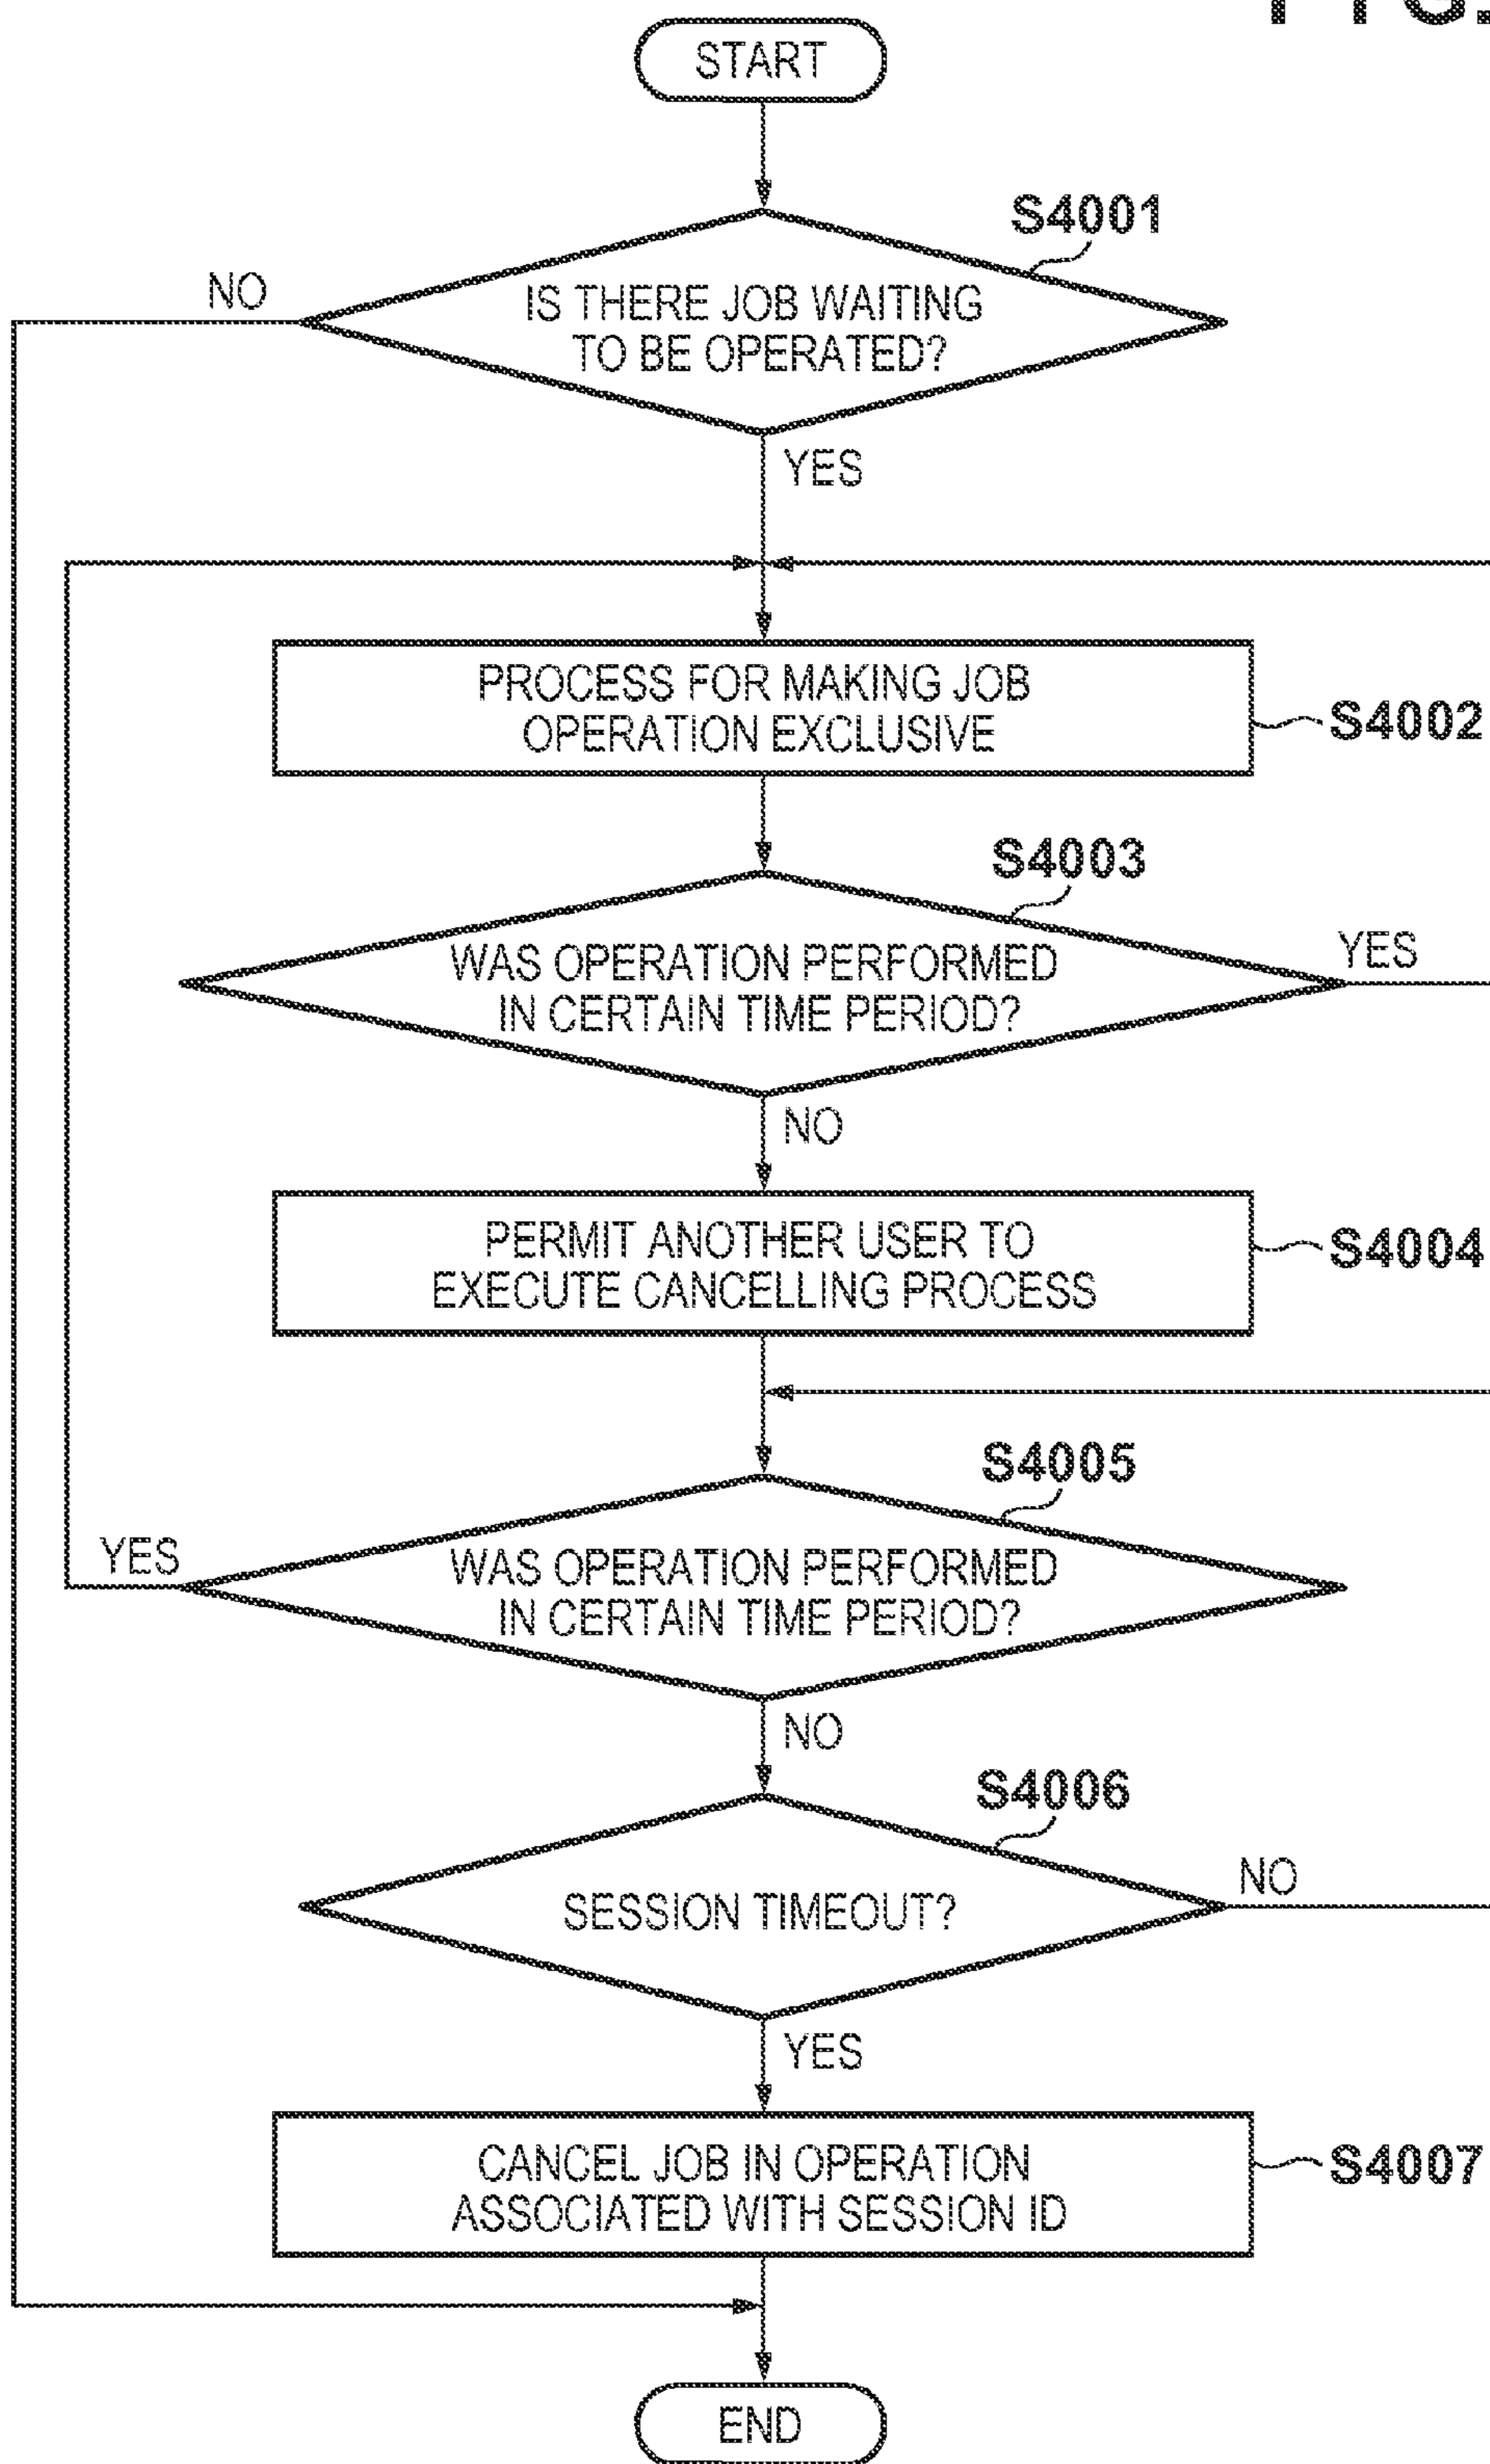 FIG.
START
S4001
NO
IS THERE JOB WAITING
TO BE OPERATED?
YES
PROCESS FOR MAKING JOB
OPERATION EXCLUSIVE
S4002
S4003
WAS OPERATION PERFORMED
IN CERTAIN TIME PERIOD?
YES
NO
PERMIT ANOTHER USER TO
EXECUTE CANCELLING PROCESS
S4004
S4005
YES
WAS OPERATION PERFORMED
IN CERTAIN TIME PERIOD?
NO
S4006
NO
SESSION TIMEOUT?
YES
CANCEL JOB IN OPERATION
ASSOCIATED WITH SESSION ID
S4007
END